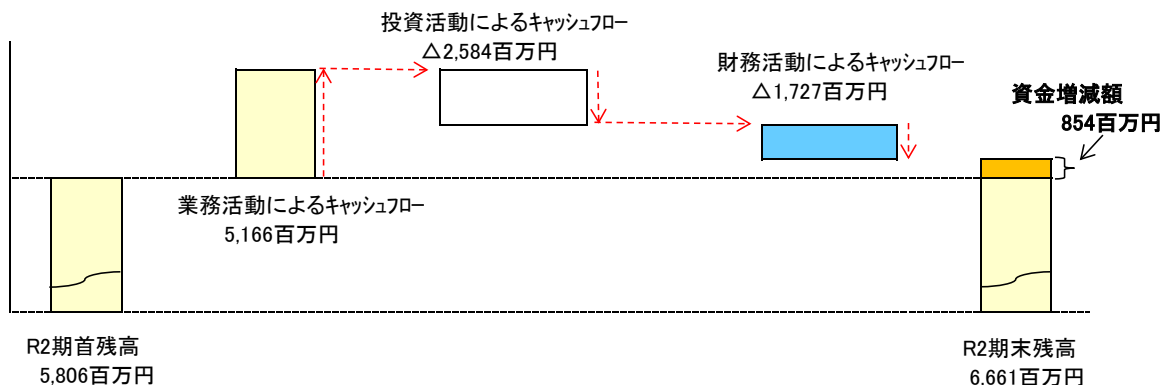 投資活動によるキャッシュフロー
△2,584百万円
財務活動によるキャッシュフロー
△1,727百万円
資金増減額
854百万円
業務活動によるキャッシュフロー
5,166百万円
R2期首残高
5,806百万円
R2期末残高
6,661百万円